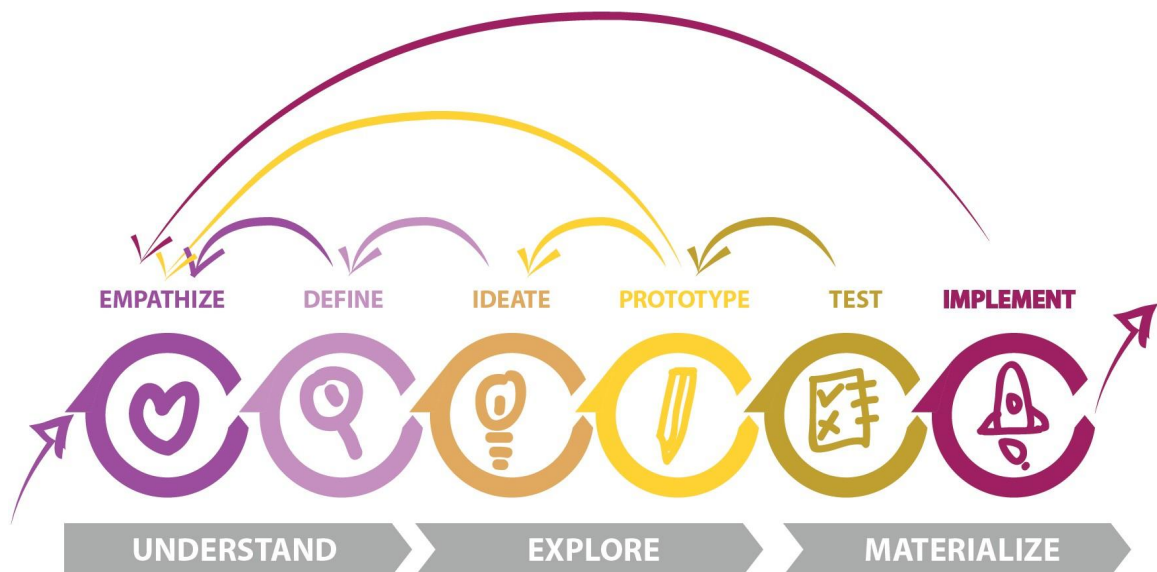 EMPATHIZE
DEFINE
IDEATE
PROTOTYPE
TEST
IMPLEMENT
UNDERSTAND
EXPLORE
MATERIALIZE